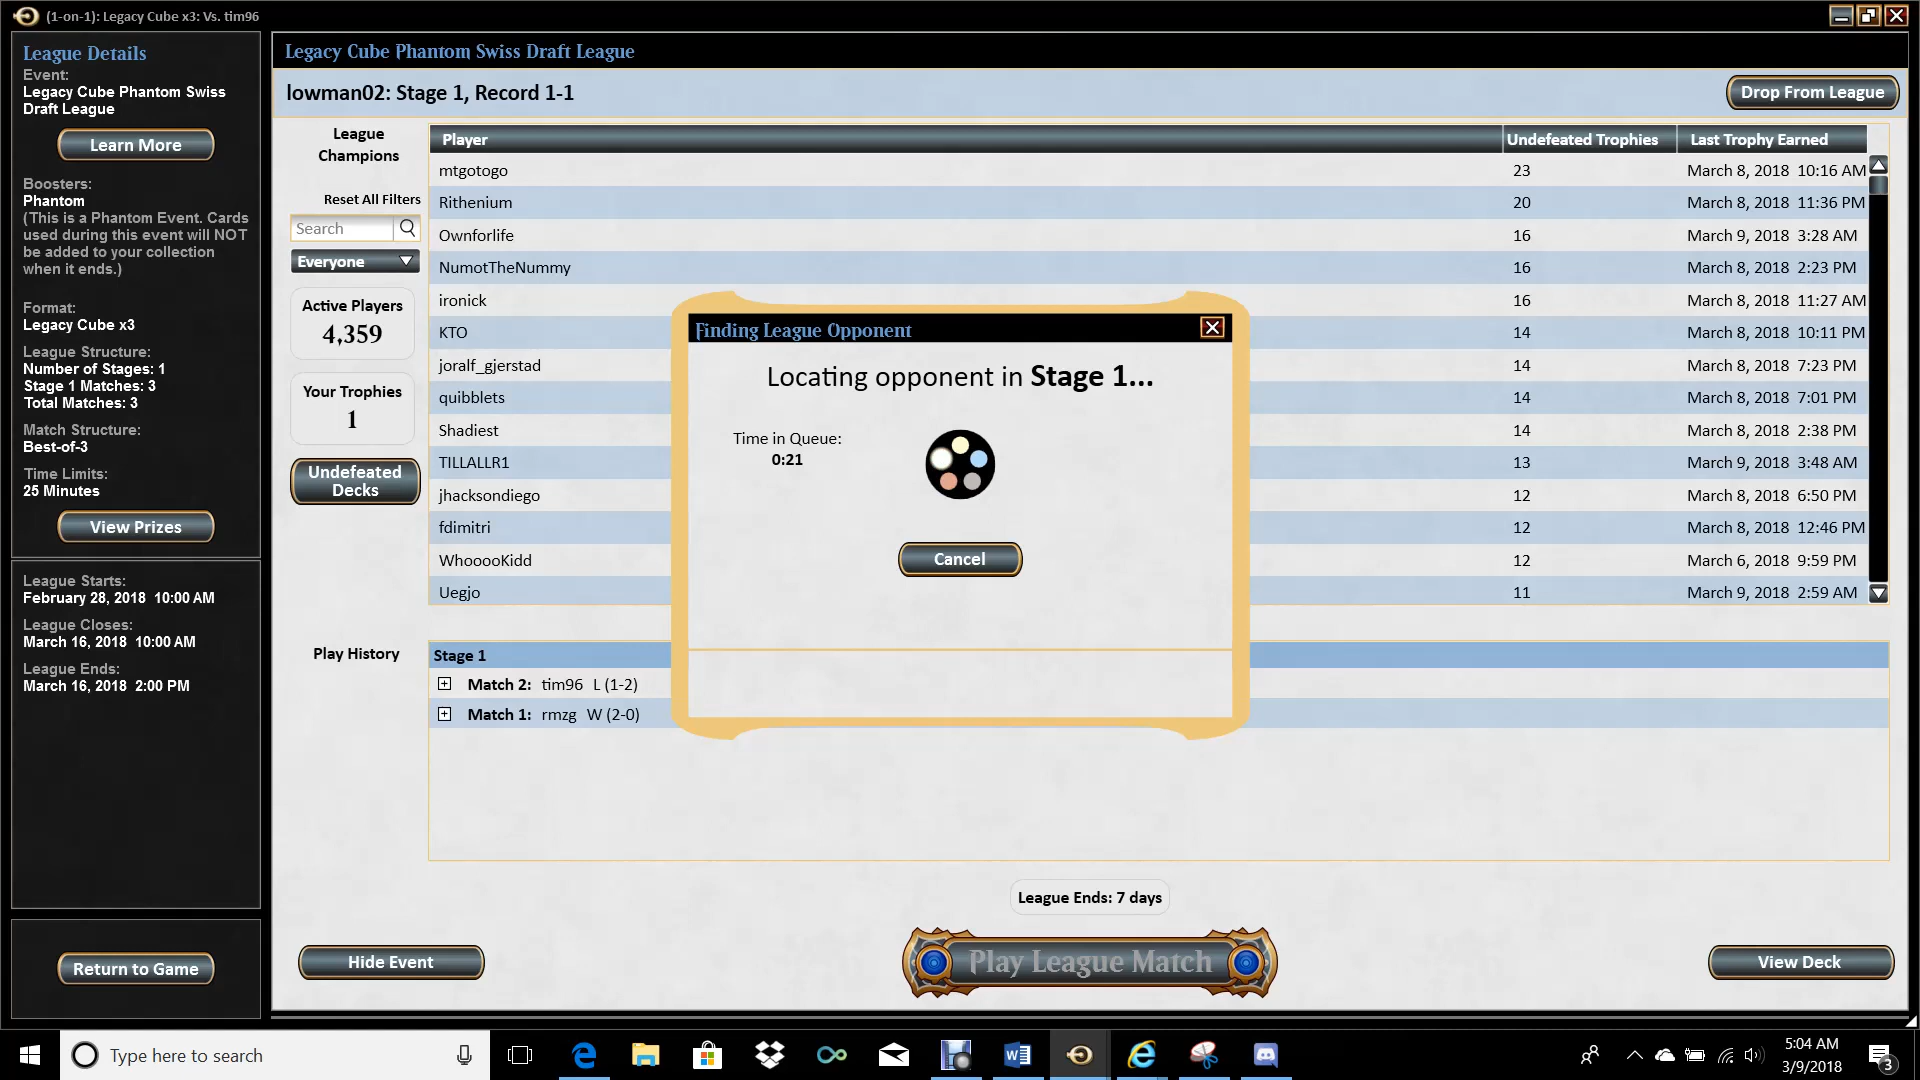 (1-on-1): Legacy Cube x3: Vs. tim96
League Details
Event:
Legacy Cube Phantom Swiss
Draft League
Learn More
Boosters:
Phantom
(This is a Phantom Event. Cards
used during this event will NOT
be added to your collection
when it ends.)
Format:
Legacy Cube x3
League Structure:
Number of Stages: 1
Stage 1 Matches: 3
Total Matches: 3
Match Structure:
Best-of-3
Time Limits:
25 Minutes
View Prizes
League Starts:
February 28, 2018 10:00 AM
League Closes:
March 16, 2018 10:00 AM
League Ends:
March 16, 2018 2:00 PM
Return to Game
Legacy Cube Phantom Swiss Draft League
lowman02: Stage 1, Record 1-1
Drop From League
League
Champions
Reset All Filters
Search
Everyone
Active Players
4,359
Your Trophies
1
Undefeated
Decks
Player Undefeated Trophies Last Trophy Earned
mtgotogo 23 March 8, 2018 10:16 AM
Rithenium 20 March 8, 2018 11:36 PM
Ownforlife 16 March 9, 2018 3:28 AM
NumotTheNummy 16 March 8, 2018 2:23 PM
ironick 16 March 8, 2018 11:27 AM
KTO 14 March 8, 2018 10:11 PM
joralf_gjerstad 14 March 8, 2018 7:23 PM
quibblets 14 March 8, 2018 7:01 PM
Shadiest 14 March 8, 2018 2:38 PM
TILLALLR1 13 March 9, 2018 3:48 AM
jhacksondiego 12 March 8, 2018 6:50 PM
fdimitri 12 March 8, 2018 12:46 PM
WhooooKidd 12 March 6, 2018 9:59 PM
Uegjo 11 March 9, 2018 2:59 AM
Finding League Opponent
Locating opponent in Stage 1...
Time in Queue:
0:21
Cancel
Play History
Stage 1
Match 2: tim96 L (1-2)
Match 1: rmzg W (2-0)
League Ends: 7 days
Hide Event
Play League Match
View Deck
Type here to search
5:04 AM
3/9/2018
3